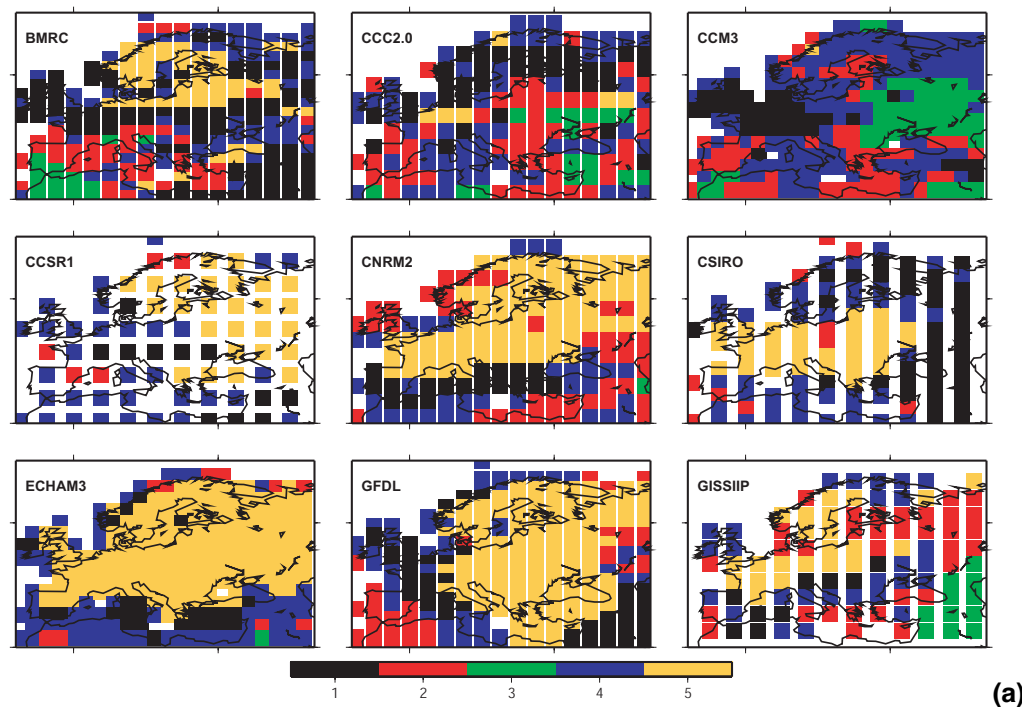 BMRC
CCC2.0
CCM3
CCSR1
CNRM2
CSIRO
ECHAM3
GFDL
GISSIIP
1 2 3 4 5
(a)